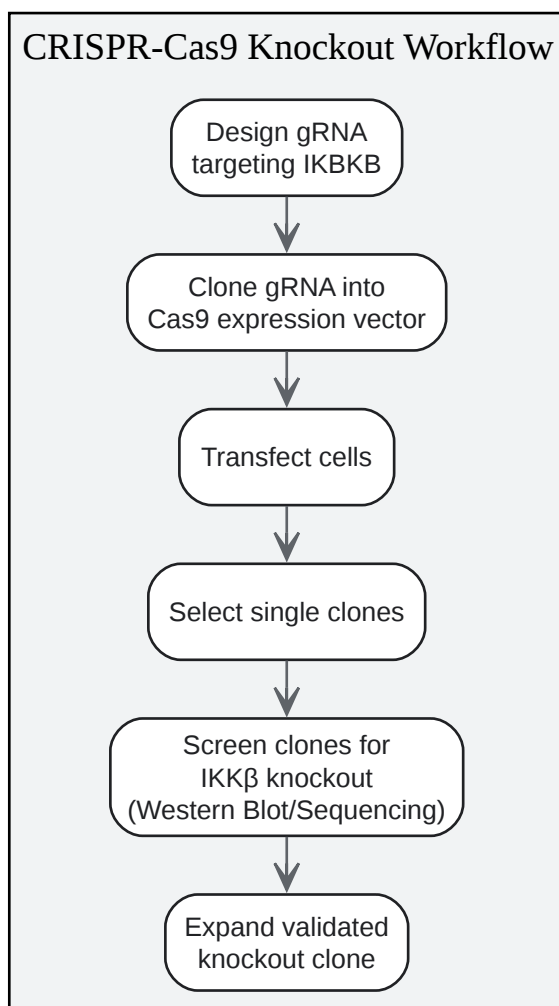 CRISPR-Cas9 Knockout Workflow
Design gRNA
targeting IKBKB
Clone gRNA into
Cas9 expression vector
Transfect cells
Select single clones
Screen clones for
IKKβ knockout
(Western Blot/Sequencing)
Expand validated
knockout clone